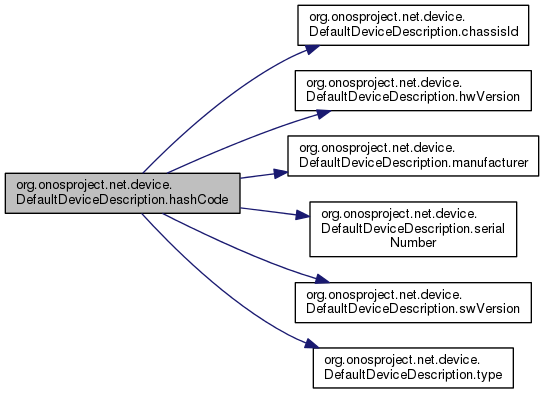 org.onosproject.net.device.
DefaultDeviceDescription.hashCode
org.onosproject.net.device.
DefaultDeviceDescription.chassisId
org.onosproject.net.device.
DefaultDeviceDescription.hwVersion
org.onosproject.net.device.
DefaultDeviceDescription.manufacturer
org.onosproject.net.device.
DefaultDeviceDescription.serial
Number
org.onosproject.net.device.
DefaultDeviceDescription.swVersion
org.onosproject.net.device.
DefaultDeviceDescription.type